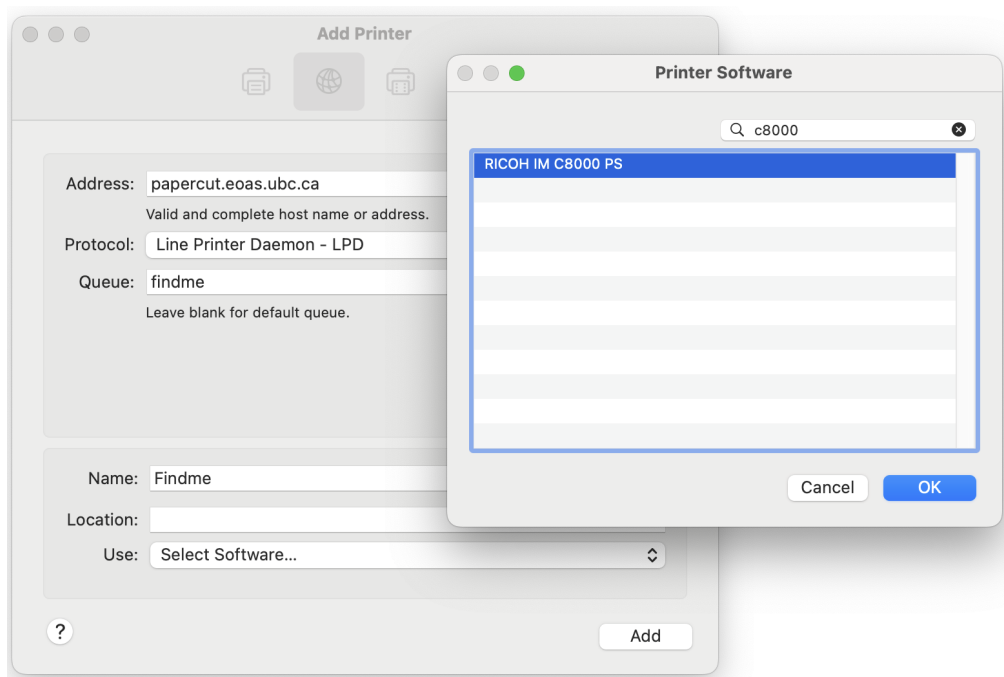 Add Printer
Address: papercut.eoas.ubc.ca
Valid and complete host name or address.
Protocol: Line Printer Daemon - LPD
Queue: findme
Leave blank for default queue.
Name: Findme
Location:
Use: Select Software...
?
Add
Printer Software
c8000
RICOH IM C8000 PS
Cancel
OK